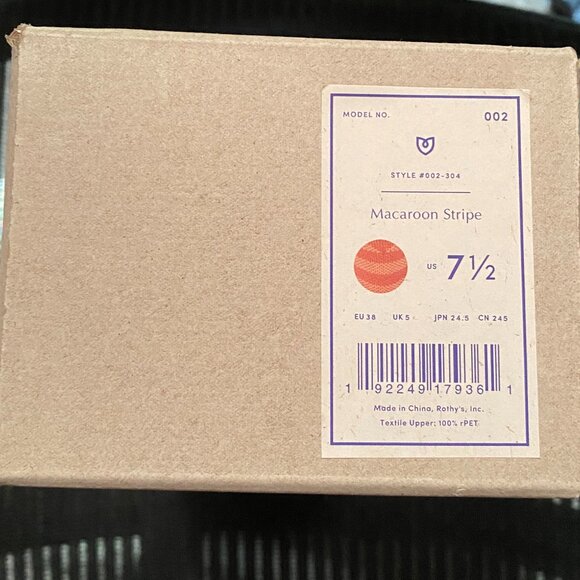 MODEL NO. 002
STYLE #002-304
Macaroon Stripe
US 7½
EU 38 UK 5 JPN 24.5 CN 245
1 92249 17936 1
Made in China, Rothy's, Inc.
Textile Upper: 100% rPET